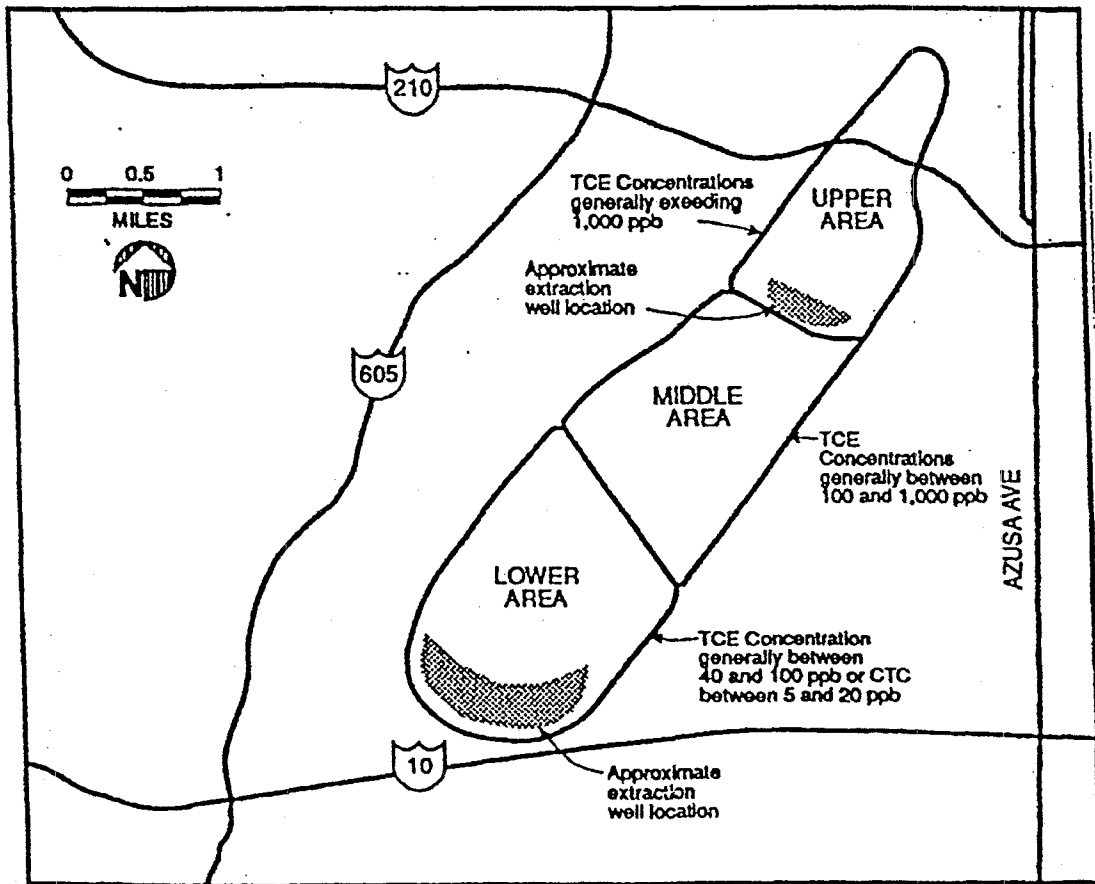 210
0 0.5 1
MILES
N
TCE Concentrations
generally exeeding
1,000 ppb
UPPER
AREA
Approximate
extraction
well location
605
MIDDLE
AREA
TCE
Concentrations
generally between
100 and 1,000 ppb
AZUSA AVE
LOWER
AREA
TCE Concentration
generally between
40 and 100 ppb or CTC
between 5 and 20 ppb
10
Approximate
extraction
well location